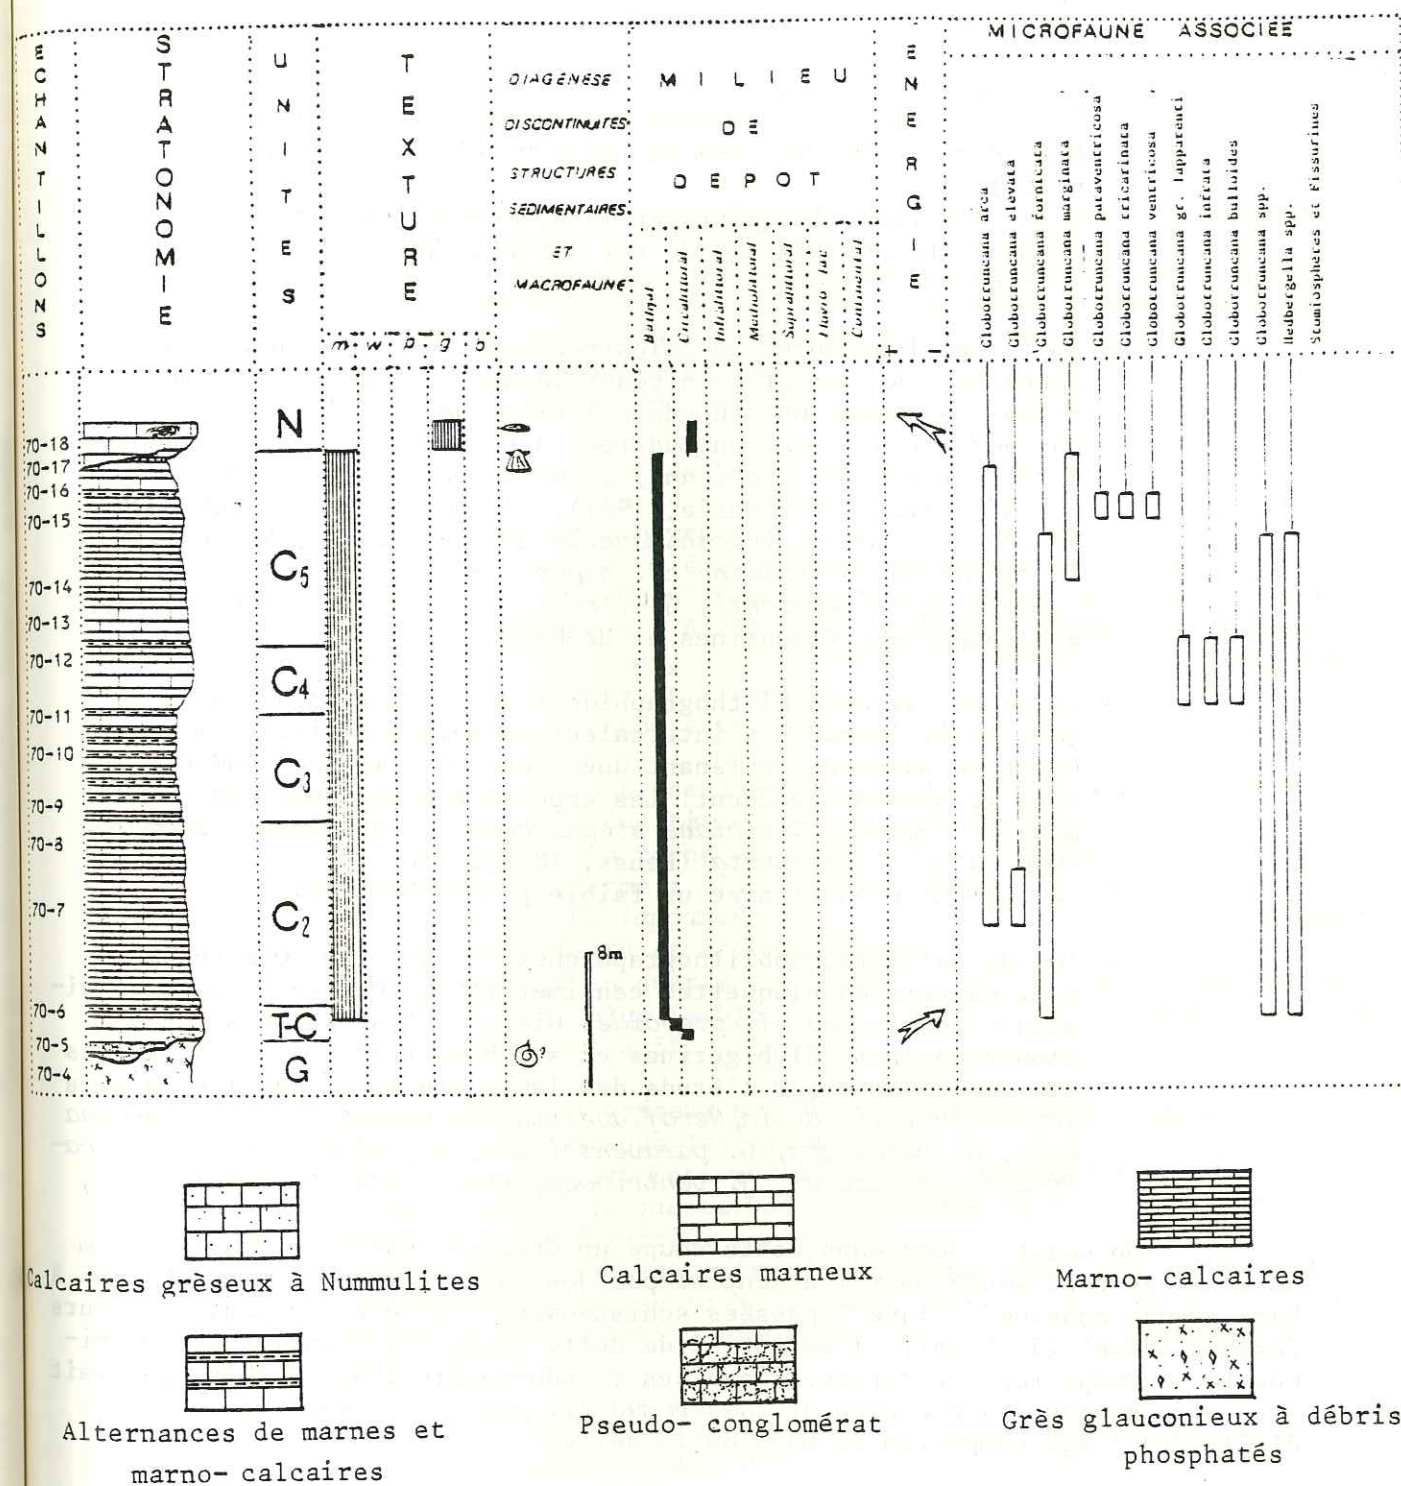 MICROFAUNE ASSOCIÉE
ECHANTILLONS
STRATONOMIE
UNITES
TEXTURE
DIAGÉNÈSE
DISCONTINUITES
STRUCTURES
SÉDIMENTAIRES
ET
MACROFAUNE
MILIEU
DE
DEPOT
ENERGIE
m w p g b
Bathyal
Circalittoral
Infralittoral
Mediolittoral
Supralittoral
Fluvio lac
Continental
+ -
Globotruncana arca
Globotruncana elevata
Globotruncana fornicata
Globotruncana marginata
Globotruncana paraventricosa
Globotruncana tricarinata
Globotruncana ventricosa
Globotruncana gr. lapparenti
Globotruncana infrata
Globotruncana bulloides
Globotruncana spp.
Hedbergella spp.
Stomiosphères et Fissurines
70-18
70-17
70-16
70-15
70-14
70-13
70-12
70-11
70-10
70-9
70-8
70-7
70-6
70-5
70-4
N
C5
C4
C3
C2
T-C
G
8m
?
Calcaires grèseux à Nummulites
Calcaires marneux
Marno-calcaires
Alternances de marnes et
marno-calcaires
Pseudo-conglomérat
Grès glauconieux à débris
phosphatés